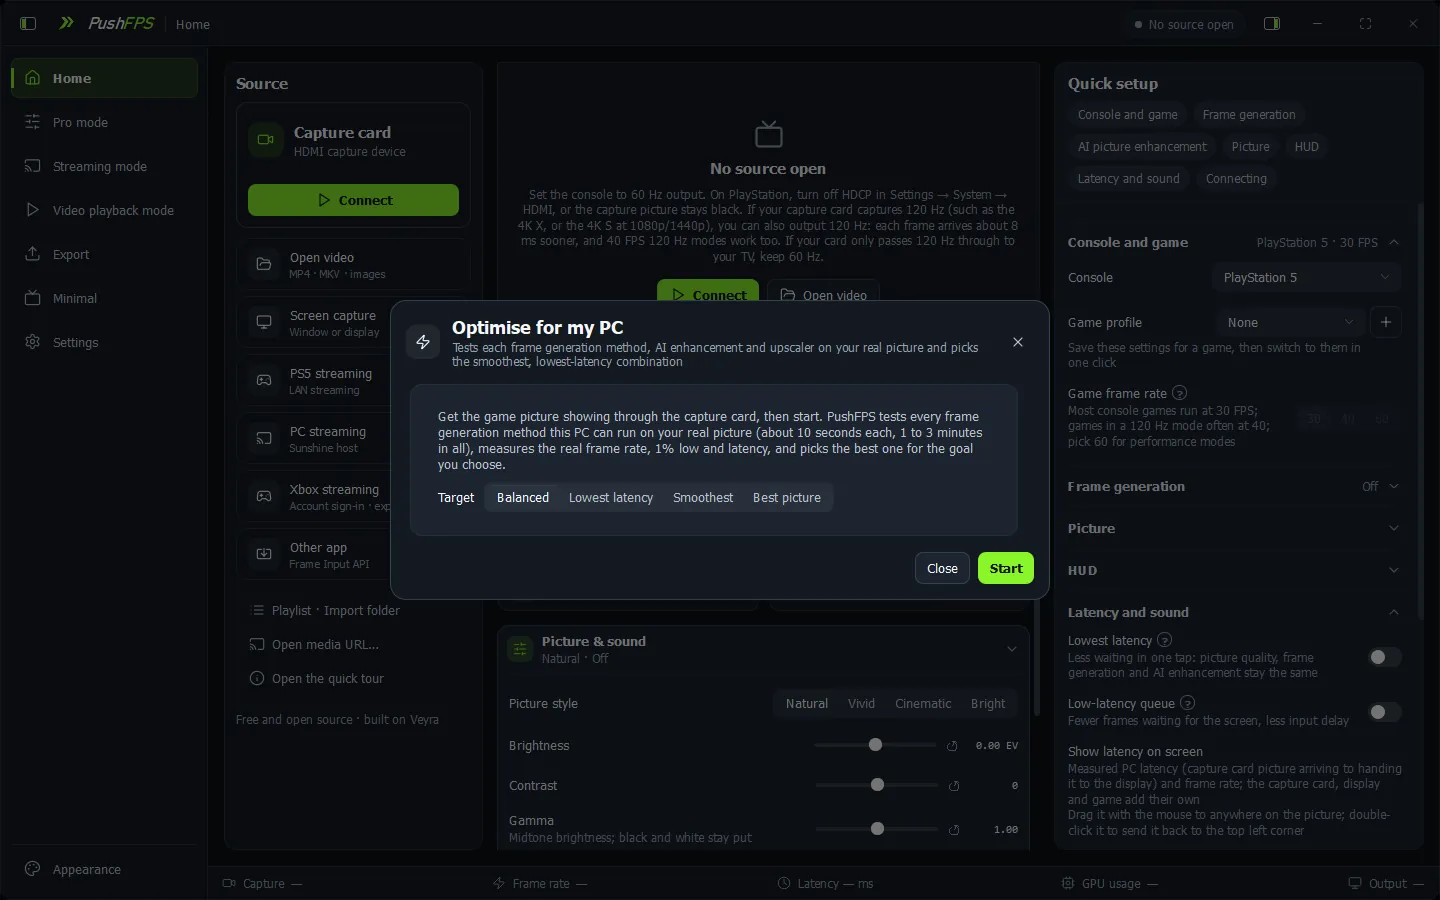 PushFPS
Home
No source open
Home
Pro mode
Streaming mode
Video playback mode
Export
Minimal
Settings
Appearance
Source
Capture card
HDMI capture device
Connect
Open video
MP4 · MKV · images
Screen capture
Window or display
PS5 streaming
LAN streaming
PC streaming
Sunshine host
Xbox streaming
Account sign-in · exp
Other app
Frame Input API
Playlist · Import folder
Open media URL...
Open the quick tour
Free and open source · built on Veyra
No source open
Set the console to 60 Hz output. On PlayStation, turn off HDCP in Settings → System →
HDMI, or the capture picture stays black. If your capture card captures 120 Hz (such as the
4K X, or the 4K S at 1080p/1440p), you can also output 120 Hz: each frame arrives about 8
ms sooner, and 40 FPS 120 Hz modes work too. If your card only passes 120 Hz through to
your TV, keep 60 Hz.
Connect
Open video
Optimise for my PC
Tests each frame generation method, AI enhancement and upscaler on your real picture and picks
the smoothest, lowest-latency combination
Get the game picture showing through the capture card, then start. PushFPS tests every frame
generation method this PC can run on your real picture (about 10 seconds each, 1 to 3 minutes
in all), measures the real frame rate, 1% low and latency, and picks the best one for the goal
you choose.
Target
Balanced
Lowest latency
Smoothest
Best picture
Close
Start
Picture & sound
Natural · Off
Picture style
Natural
Vivid
Cinematic
Bright
Brightness
0.00 EV
Contrast
0
Gamma
Midtone brightness; black and white stay put
1.00
Quick setup
Console and game
Frame generation
AI picture enhancement
Picture
HUD
Latency and sound
Connecting
Console and game
PlayStation 5 · 30 FPS
Console
PlayStation 5
Game profile
None
Save these settings for a game, then switch to them in
one click
Game frame rate
Most console games run at 30 FPS;
games in a 120 Hz mode often at 40;
pick 60 for performance modes
30
40
60
Frame generation
Off
Picture
HUD
Latency and sound
Lowest latency
Less waiting in one tap: picture quality, frame
generation and AI enhancement stay the same
Low-latency queue
Fewer frames waiting for the screen, less input delay
Show latency on screen
Measured PC latency (capture card picture arriving to handing
it to the display) and frame rate; the capture card, display
and game add their own
Drag it with the mouse to anywhere on the picture; double-
click it to send it back to the top left corner
Capture —
Frame rate —
Latency — ms
GPU usage —
Output —